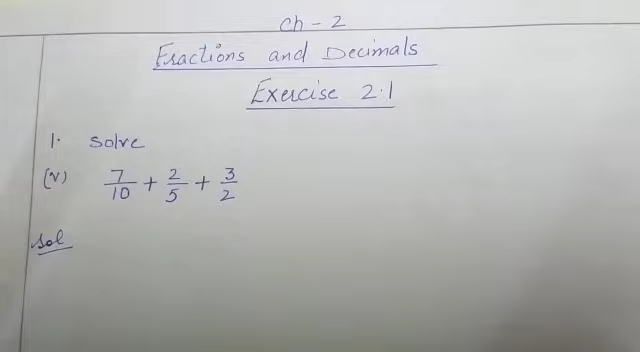 Ch - 2
Fractions and Decimals
Exercise 2.1
1. Solve
(v) 7/10 + 2/5 + 3/2
Sol